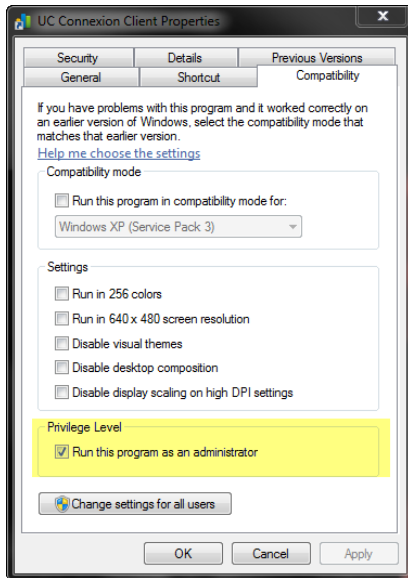 UC Connexion Client Properties
x
Security Details Previous Versions
General Shortcut Compatibility
If you have problems with this program and it worked correctly on
an earlier version of Windows, select the compatibility mode that
matches that earlier version.
Help me choose the settings
Compatibility mode
Run this program in compatibility mode for:
Windows XP (Service Pack 3)
Settings
Run in 256 colors
Run in 640 x 480 screen resolution
Disable visual themes
Disable desktop composition
Disable display scaling on high DPI settings
Privilege Level
Run this program as an administrator
Change settings for all users
OK Cancel Apply